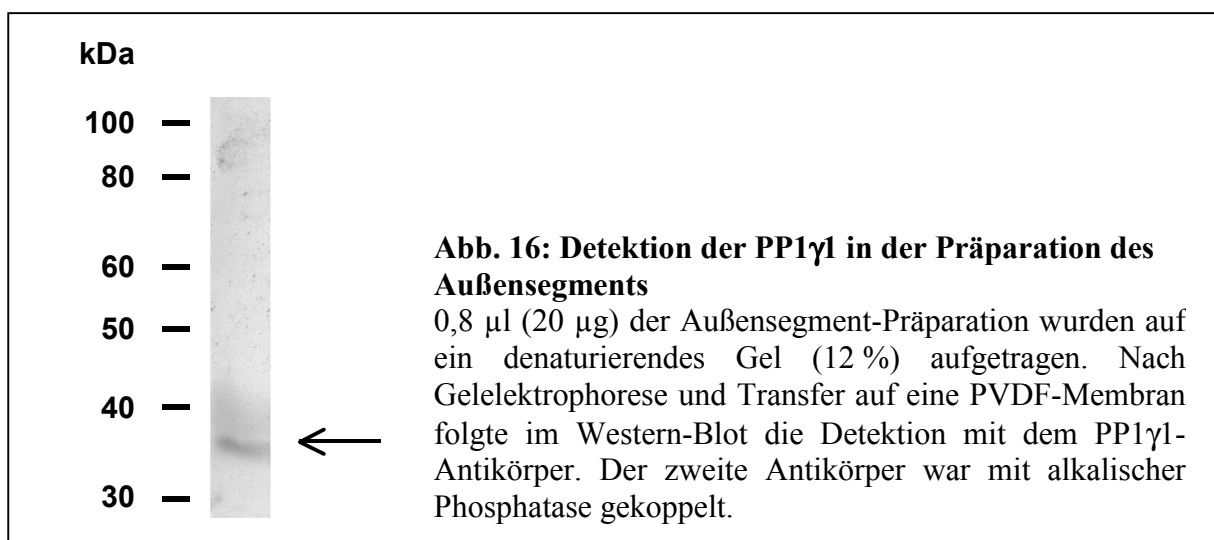 kDa
100
80
60
50
40
30
Abb. 16: Detektion der PP1γ1 in der Präparation des
Außensegments
0,8 µl (20 µg) der Außensegment-Präparation wurden auf
ein denaturierendes Gel (12 %) aufgetragen. Nach
Gelelektrophorese und Transfer auf eine PVDF-Membran
folgte im Western-Blot die Detektion mit dem PP1γ1-
Antikörper. Der zweite Antikörper war mit alkalischer
Phosphatase gekoppelt.